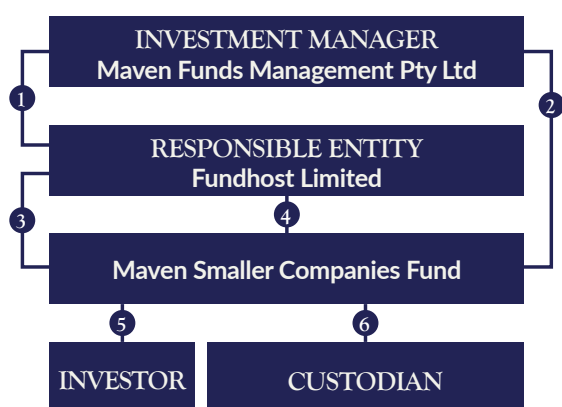 INVESTMENT MANAGER
Maven Funds Management Pty Ltd
1
2
RESPONSIBLE ENTITY
Fundhost Limited
3
4
Maven Smaller Companies Fund
5
6
INVESTOR
CUSTODIAN